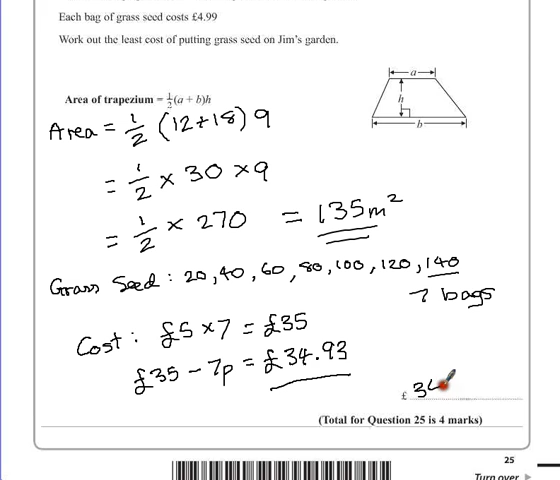 Each bag of grass seed costs £4.99
Work out the least cost of putting grass seed on Jim's garden.
a
Area of trapezium = ½(a + b)h
h
b
Area = ½ (12+18) 9
= ½ × 30 × 9
= ½ × 270 = 135m²
Grass Seed : 20, 40, 60, 80, 100, 120, 140
7 bags
Cost : £5 × 7 = £35
£35 - 7p = £34.93
£ 34
(Total for Question 25 is 4 marks)
25
Turn over